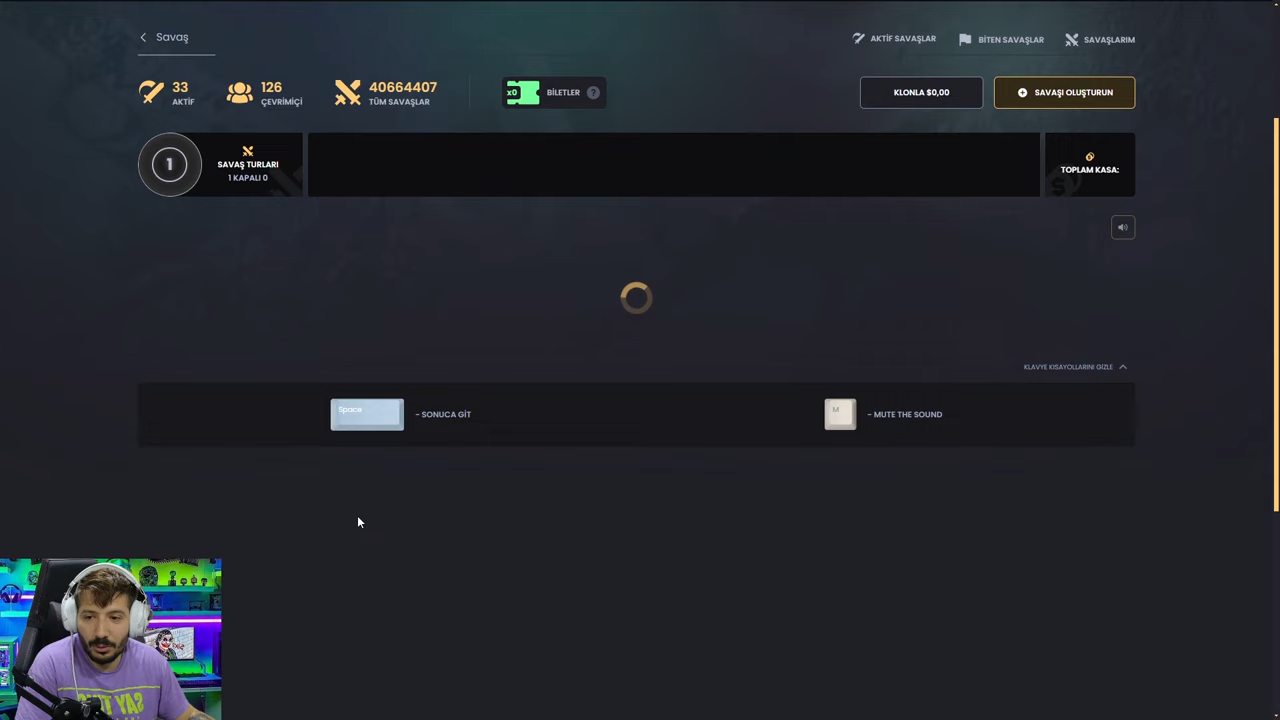 Savaş
AKTİF SAVAŞLAR
BİTEN SAVAŞLAR
SAVAŞLARIM
33
AKTİF
126
ÇEVRİMİÇİ
40664407
TÜM SAVAŞLAR
x0
BİLETLER
?
KLONLA $0,00
SAVAŞI OLUŞTURUN
1
SAVAŞ TURLARI
1 KAPALI 0
TOPLAM KASA:
KLAVYE KISAYOLLARINI GİZLE
Space
- SONUCA GİT
M
- MUTE THE SOUND